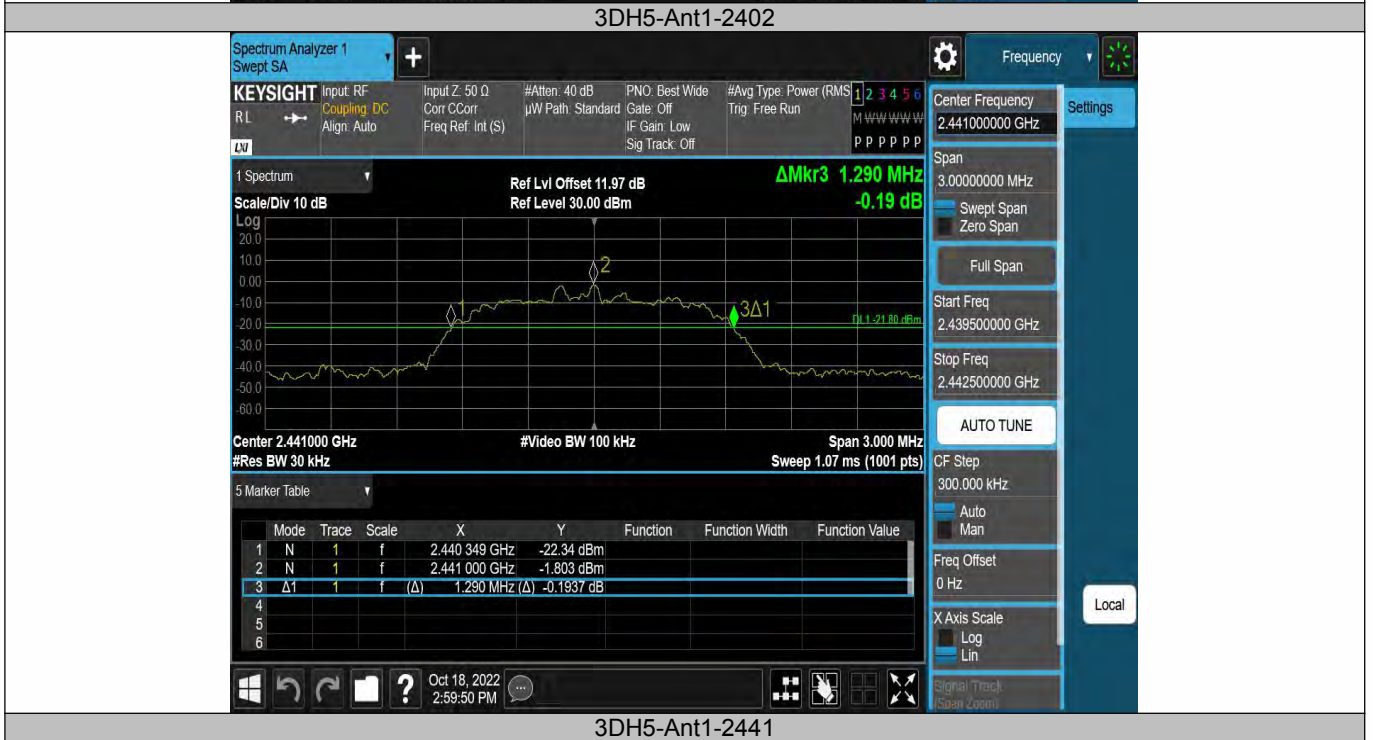 3DH5-Ant1-2402
Spectrum Analyzer 1
Swept SA
Frequency
KEYSIGHT
RL
LXI
Input: RF
Coupling: DC
Align: Auto
Input Z: 50 Ω
Corr CCorr
Freq Ref: Int (S)
#Atten: 40 dB
µW Path: Standard
PNO: Best Wide
Gate: Off
IF Gain: Low
Sig Track: Off
#Avg Type: Power (RMS
Trig: Free Run
1 2 3 4 5 6
M W W W W W
P P P P P P
1 Spectrum
Scale/Div 10 dB
Ref Lvl Offset 11.97 dB
Ref Level 30.00 dBm
ΔMkr3 1.290 MHz
-0.19 dB
Log
20.0
10.0
0.00
-10.0
-20.0
-30.0
-40.0
-50.0
-60.0
1
2
3Δ1
DL1 -21.80 dBm
Center 2.441000 GHz
#Video BW 100 kHz
Span 3.000 MHz
#Res BW 30 kHz
Sweep 1.07 ms (1001 pts)
5 Marker Table
Mode Trace Scale X Y Function Function Width Function Value
1 N 1 f 2.440 349 GHz -22.34 dBm
2 N 1 f 2.441 000 GHz -1.803 dBm
3 Δ1 1 f (Δ) 1.290 MHz (Δ) -0.1937 dB
4
5
6
Oct 18, 2022
2:59:50 PM
Center Frequency
2.441000000 GHz
Settings
Span
3.00000000 MHz
Swept Span
Zero Span
Full Span
Start Freq
2.439500000 GHz
Stop Freq
2.442500000 GHz
AUTO TUNE
CF Step
300.000 kHz
Auto
Man
Freq Offset
0 Hz
X Axis Scale
Log
Lin
Local
Signal Track
(Span Zoom)
3DH5-Ant1-2441